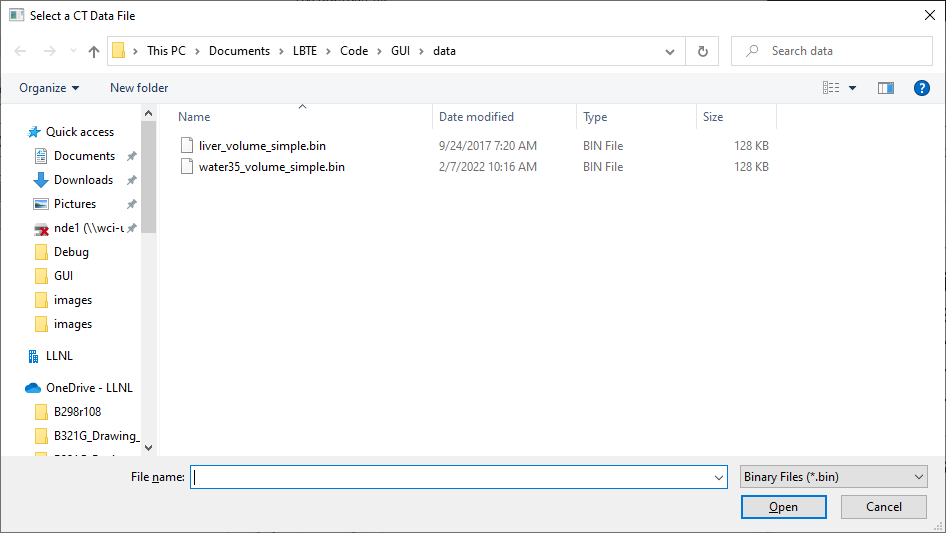 Select a CT Data File
This PC > Documents > LBTE > Code > GUI > data
Search data
Organize
New folder
Name
Date modified
Type
Size
liver_volume_simple.bin 9/24/2017 7:20 AM BIN File 128 KB
water35_volume_simple.bin 2/7/2022 10:16 AM BIN File 128 KB
Quick access
Documents
Downloads
Pictures
nde1 (\\wci-u
Debug
GUI
images
images
LLNL
OneDrive - LLNL
B298r108
B321G_Drawing_
File name:
Binary Files (*.bin)
Open
Cancel